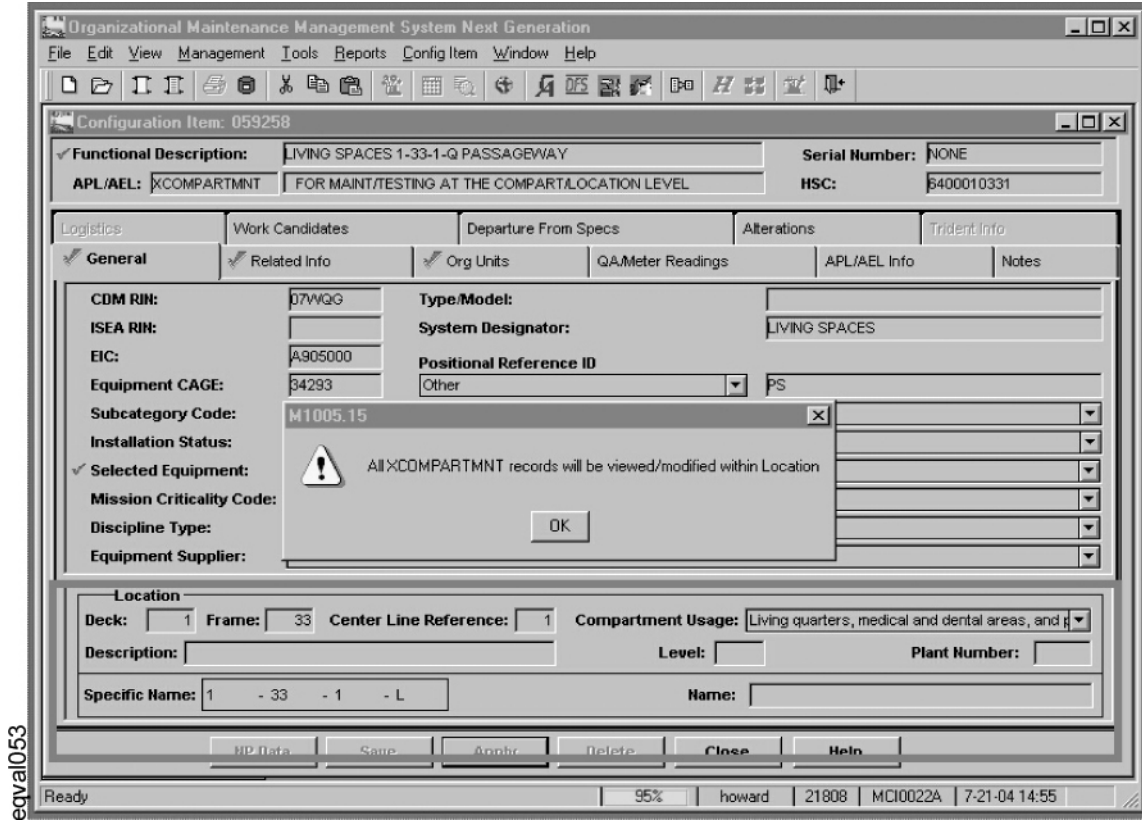 Organizational Maintenance Management System Next Generation
File Edit View Management Tools Reports Config Item Window Help
DFS H
Configuration Item: 059258
Functional Description: LIVING SPACES 1-33-1-Q PASSAGEWAY Serial Number: NONE
APL/AEL: XCOMPARTMNT FOR MAINT/TESTING AT THE COMPART/LOCATION LEVEL HSC: 6400010331
Logistics Work Candidates Departure From Specs Alterations Trident Info
General Related Info Org Units QA/Meter Readings APL/AEL Info Notes
CDM RIN: 07WQG Type/Model:
ISEA RIN: System Designator: LIVING SPACES
EIC: A905000 Positional Reference ID
Equipment CAGE: 34293 Other PS
Subcategory Code: M1005.15
Installation Status:
Selected Equipment: All XCOMPARTMNT records will be viewed/modified within Location
Mission Criticality Code:
Discipline Type: OK
Equipment Supplier:
Location
Deck: 1 Frame: 33 Center Line Reference: 1 Compartment Usage: Living quarters, medical and dental areas, and p
Description: Level: Plant Number:
Specific Name: 1 - 33 - 1 - L Name:
NP Data Save Apply Delete Close Help
Ready 95% howard 21808 MCI0022A 7-21-04 14:55
eqval053